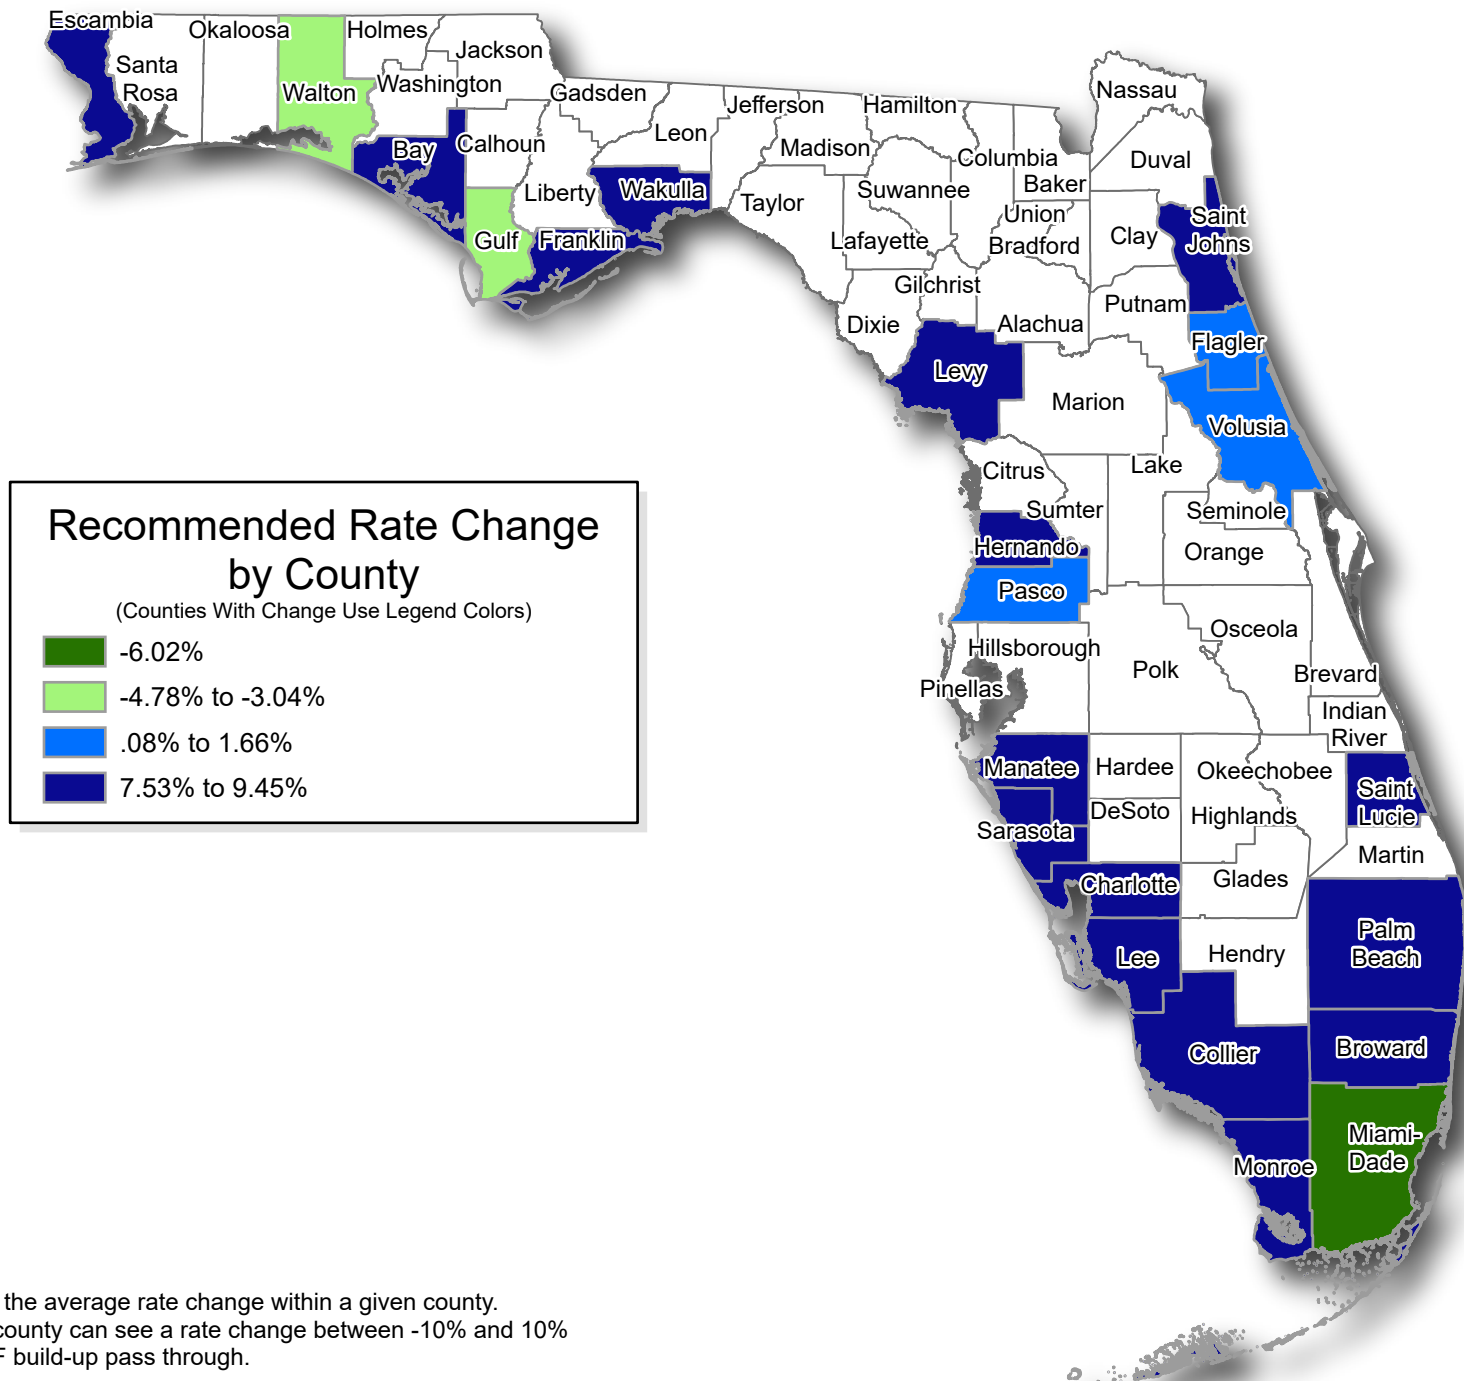 Escambia
Okaloosa
Holmes
Jackson
Santa
Rosa
Walton
Washington
Gadsden
Jefferson
Hamilton
Nassau
Bay
Calhoun
Leon
Madison
Columbia
Duval
Liberty
Wakulla
Taylor
Suwannee
Baker
Union
Saint
Johns
Gulf
Franklin
Lafayette
Bradford
Clay
Gilchrist
Putnam
Dixie
Alachua
Flagler
Levy
Marion
Volusia
Citrus
Lake
Sumter
Seminole
Hernando
Orange
Pasco
Osceola
Hillsborough
Polk
Brevard
Pinellas
Indian
River
Manatee
Hardee
Okeechobee
Saint
Lucie
Sarasota
DeSoto
Highlands
Martin
Charlotte
Glades
Palm
Beach
Lee
Hendry
Collier
Broward
Miami-
Dade
Monroe
Recommended Rate Change
by County
(Counties With Change Use Legend Colors)
-6.02%
-4.78% to -3.04%
.08% to 1.66%
7.53% to 9.45%
the average rate change within a given county.
county can see a rate change between -10% and 10%
F build-up pass through.